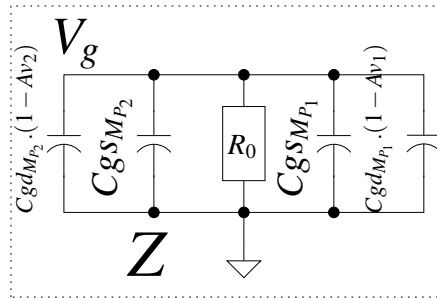 V_g
Cgd_{M_{P_2}}.(1−Av_2)
Cgs_{M_{P_2}}
R_0
Cgs_{M_{P_1}}
Cgd_{M_{P_1}}.(1−Av_1)
Z